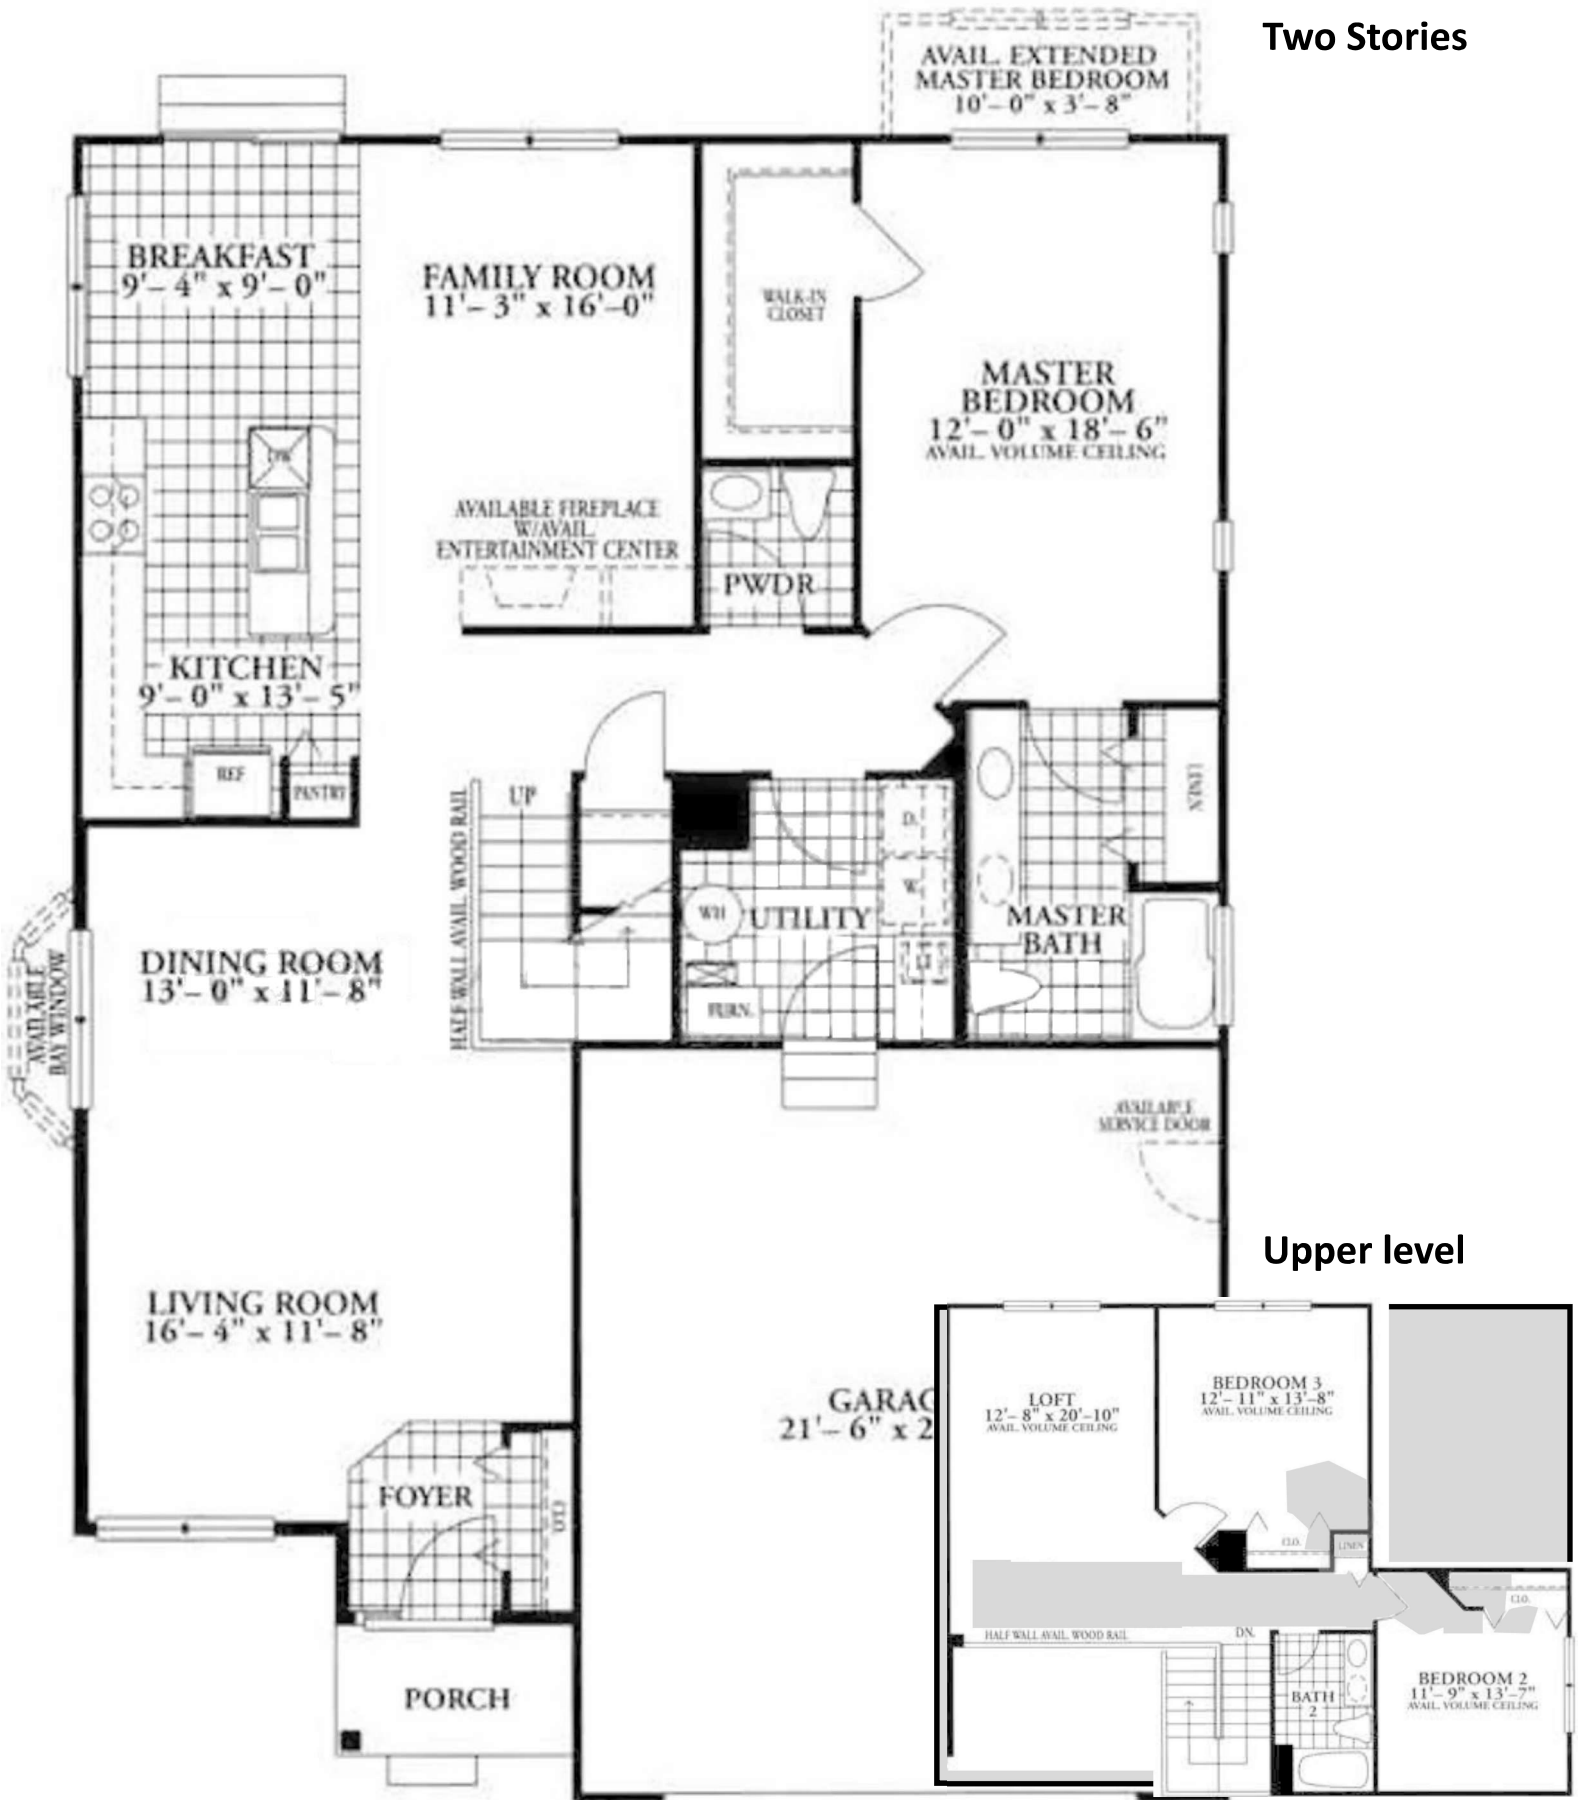 Two Stories
AVAIL. EXTENDED
MASTER BEDROOM
10'– 0" x 3'– 8"
BREAKFAST
9'– 4" x 9'– 0"
FAMILY ROOM
11'– 3" x 16'–0"
WALK-IN
CLOSET
MASTER
BEDROOM
12'– 0" x 18'– 6"
AVAIL. VOLUME CEILING
D/W
AVAILABLE FIREPLACE
W/AVAIL.
ENTERTAINMENT CENTER
PWDR
KITCHEN
9'– 0" x 13'– 5"
REF
PANTRY
UP
HALF WALL AVAIL. WOOD RAIL
D.
W.
WH
UTILITY
LT
FURN.
LINEN
MASTER
BATH
DINING ROOM
13'– 0" x 11'– 8"
AVAILABLE
BAY WINDOW
AVAILABLE
SERVICE DOOR
LIVING ROOM
16'– 4" x 11'– 8"
GARAG
21'– 6" x 2
FOYER
CLO.
PORCH
Upper level
LOFT
12'– 8" x 20'–10"
AVAIL. VOLUME CEILING
BEDROOM 3
12'– 11" x 13'–8"
AVAIL. VOLUME CEILING
CLO.
LINEN
CLO.
HALF WALL AVAIL. WOOD RAIL
DN.
BATH
2
BEDROOM 2
11'– 9" x 13'–7"
AVAIL. VOLUME CEILING